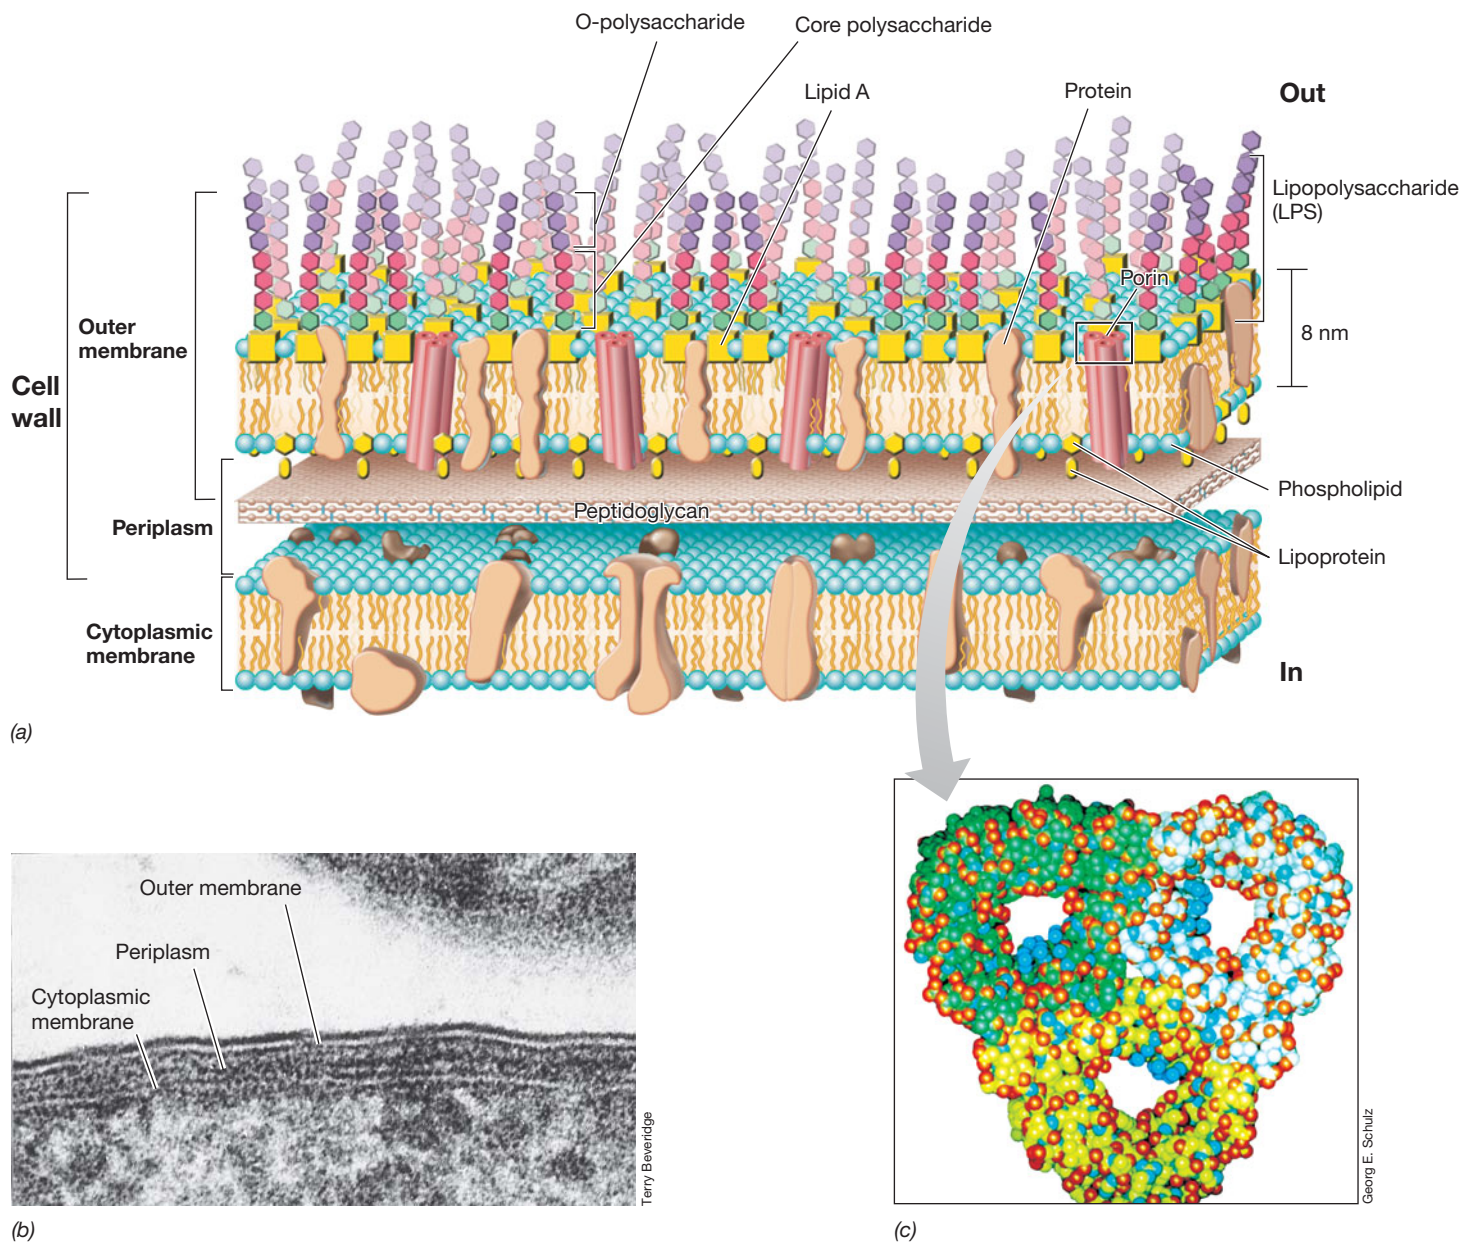 O-polysaccharide
Core polysaccharide
Lipid A
Protein
Out
Lipopolysaccharide
(LPS)
Porin
8 nm
Outer
membrane
Cell
wall
Phospholipid
Peptidoglycan
Periplasm
Lipoprotein
Cytoplasmic
membrane
In
(a)
Outer membrane
Periplasm
Cytoplasmic
membrane
Terry Beveridge
(b)
Georg E. Schulz
(c)